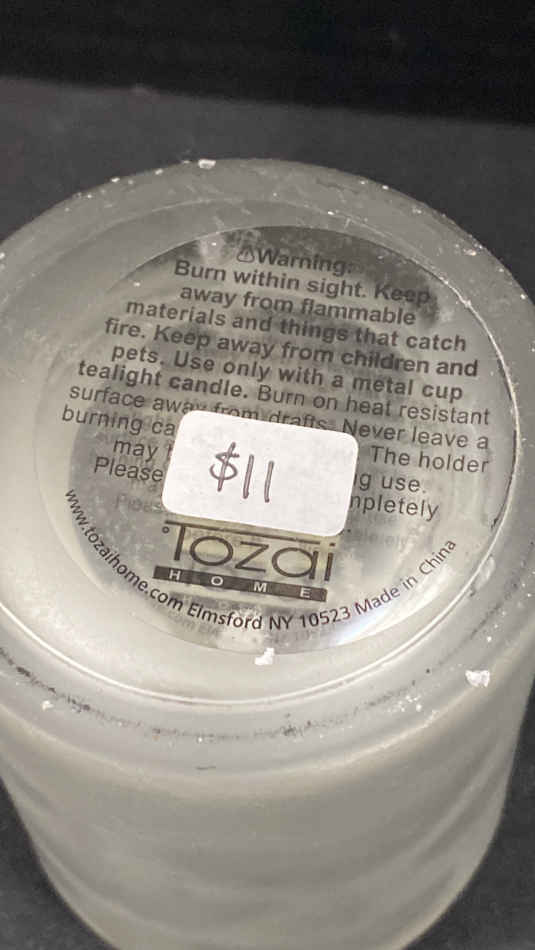 ⚠Warning:
Burn within sight. Keep
away from flammable
materials and things that catch
fire. Keep away from children and
pets. Use only with a metal cup
tealight candle. Burn on heat resistant
surface away from drafts. Never leave a
burning ca The holder
may g use.
Please mpletely
$11
Tozai
HOME
www.tozaihome.com Elmsford NY 10523 Made in China